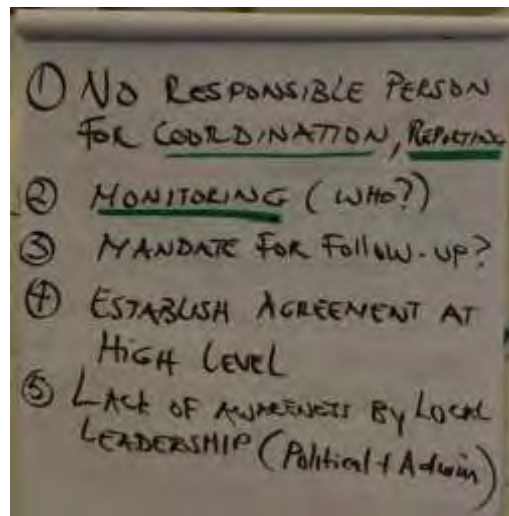 ① NO RESPONSIBLE PERSON
FOR COORDINATION, REPORTING
② MONITORING (WHO?)
③ MANDATE FOR Follow-up?
④ ESTABLISH AGREEMENT AT
HIGH LEVEL
⑤ LACK OF AWARENESS By LOCAL
LEADERSHIP (Political + Admin)